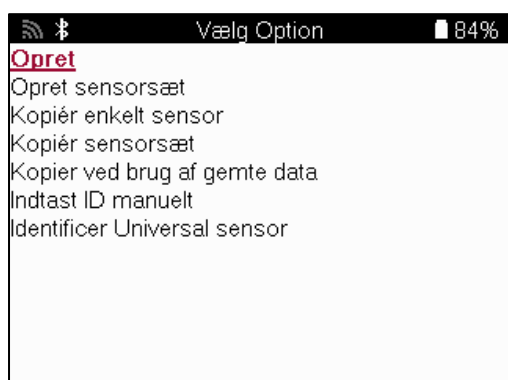 Vælg Option 84%
Opret
Opret sensorsæt
Kopiér enkelt sensor
Kopiér sensorsæt
Kopier ved brug af gemte data
Indtast ID manuelt
Identificer Universal sensor